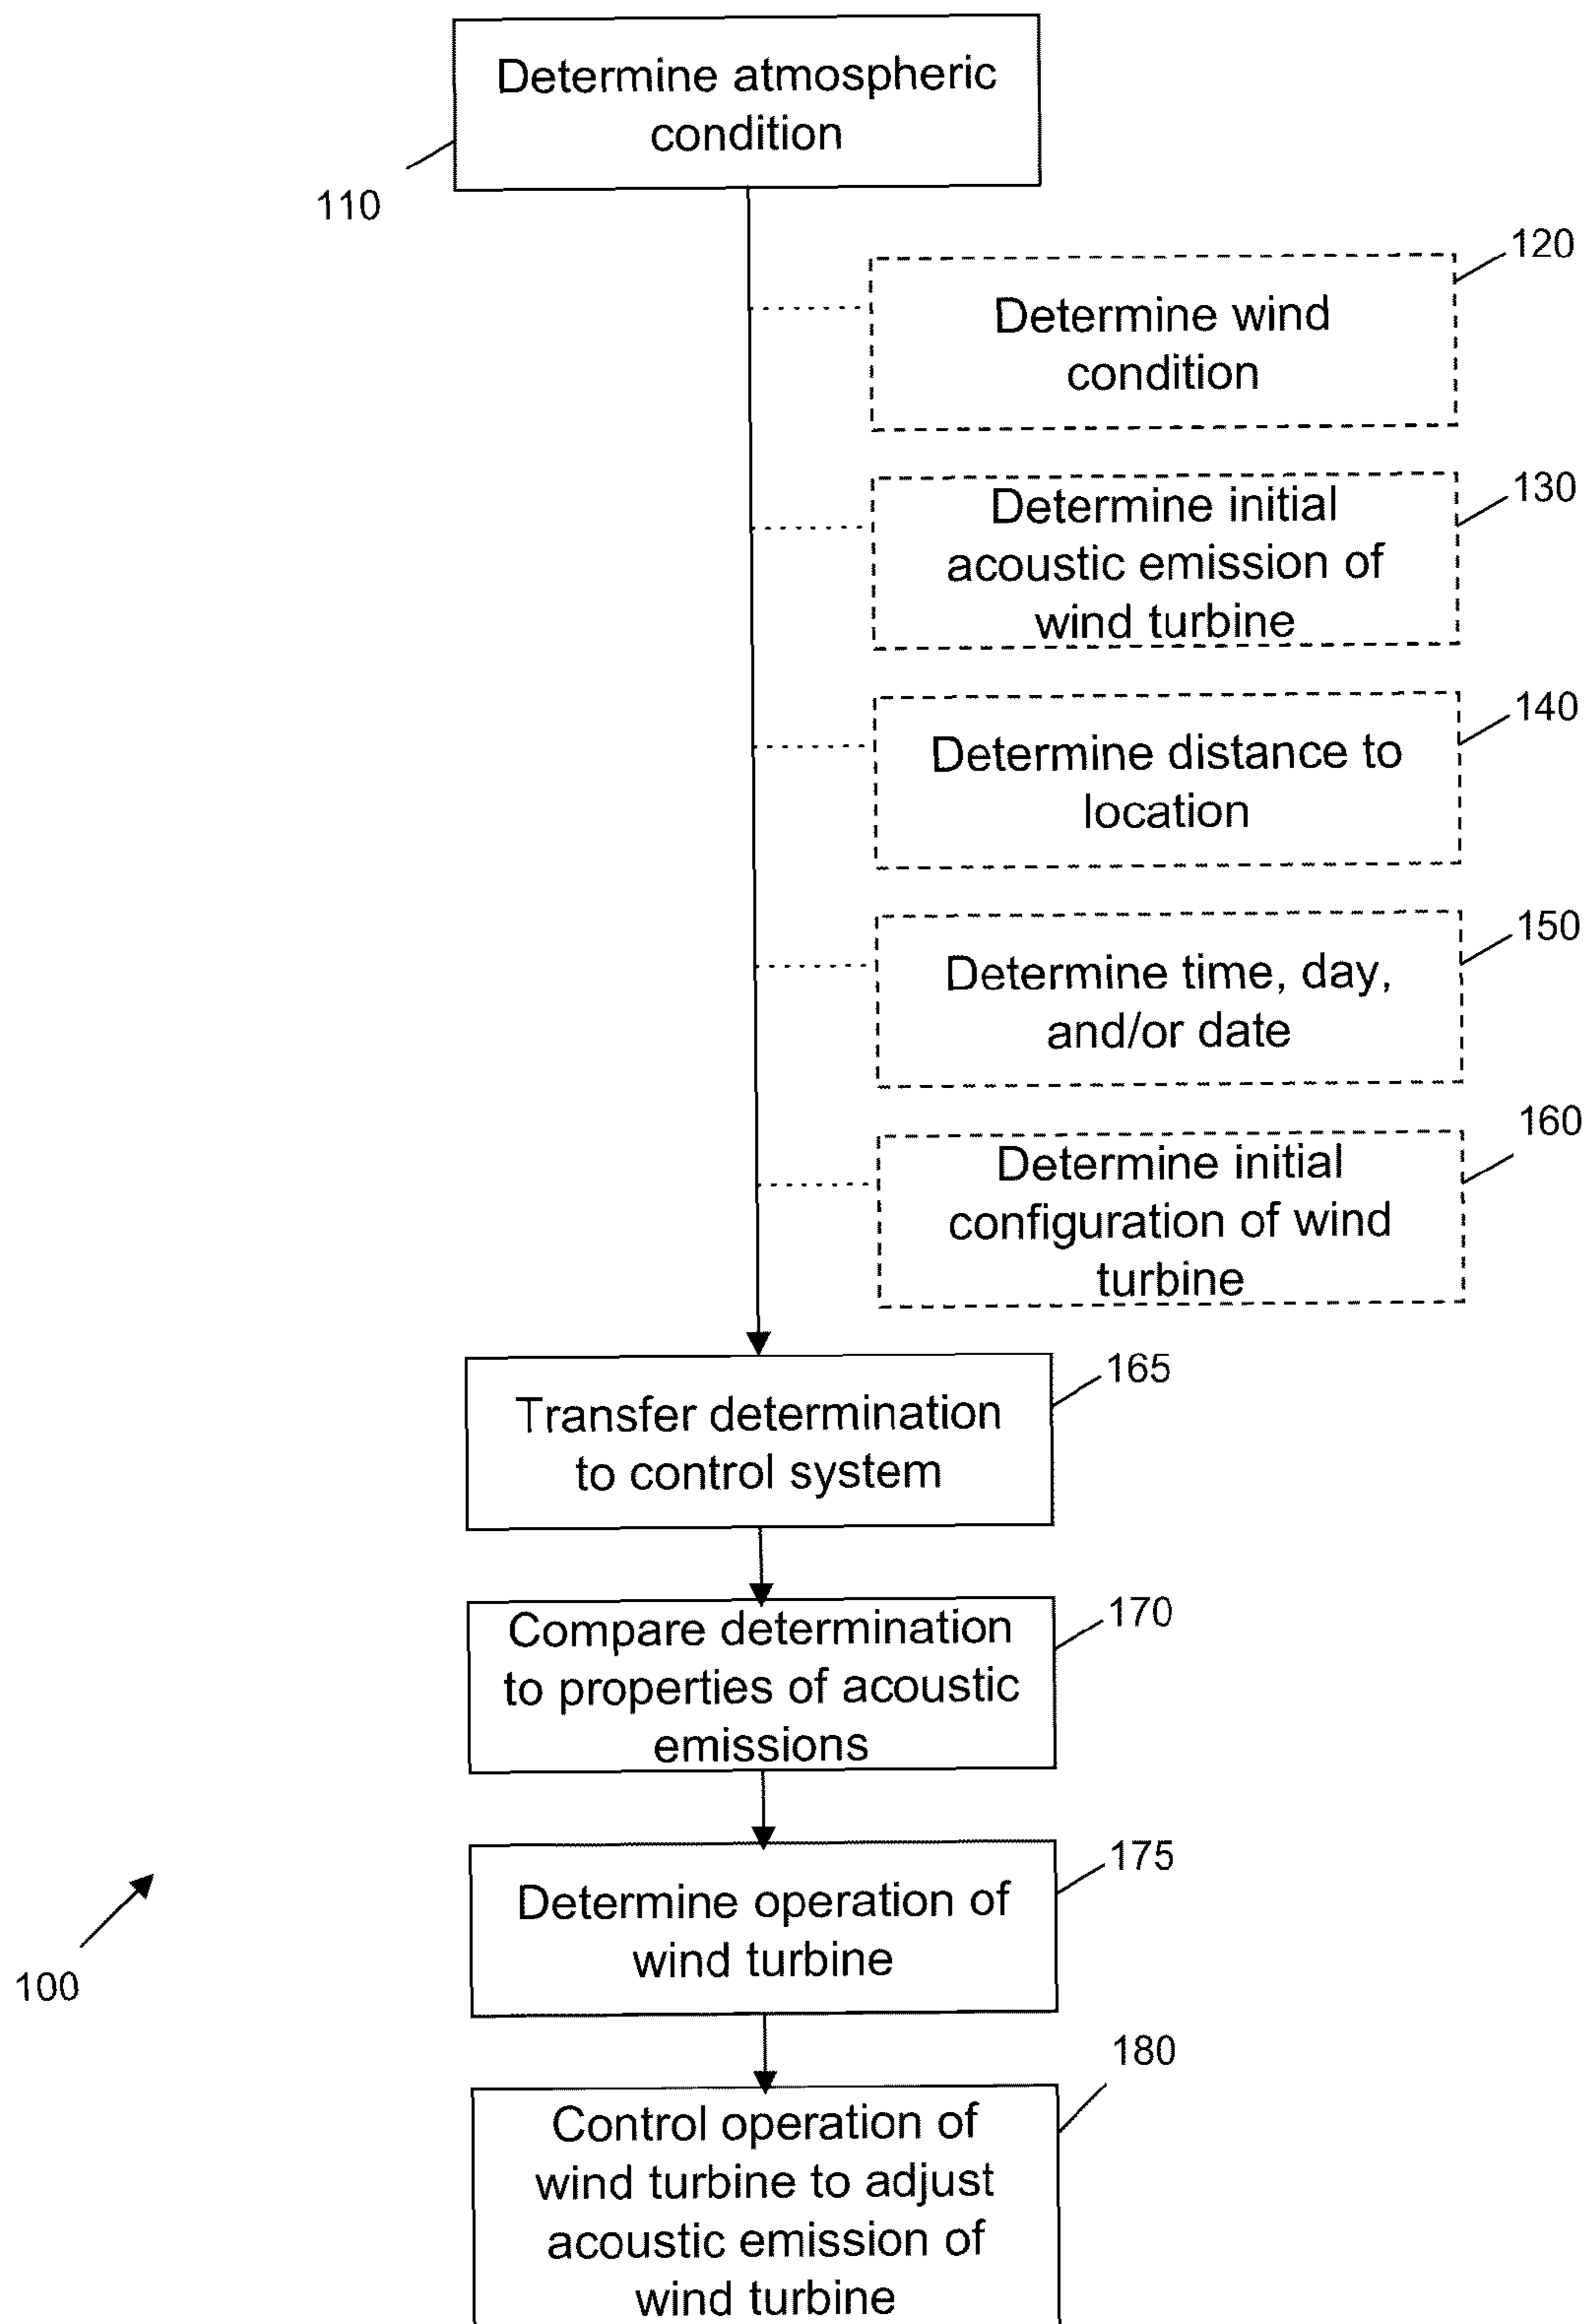 Determine atmospheric
condition
110
120
Determine wind
condition
130
Determine initial
acoustic emission of
wind turbine
140
Determine distance to
location
150
Determine time, day,
and/or date
160
Determine initial
configuration of wind
turbine
165
Transfer determination
to control system
170
Compare determination
to properties of acoustic
emissions
175
Determine operation of
wind turbine
100
180
Control operation of
wind turbine to adjust
acoustic emission of
wind turbine